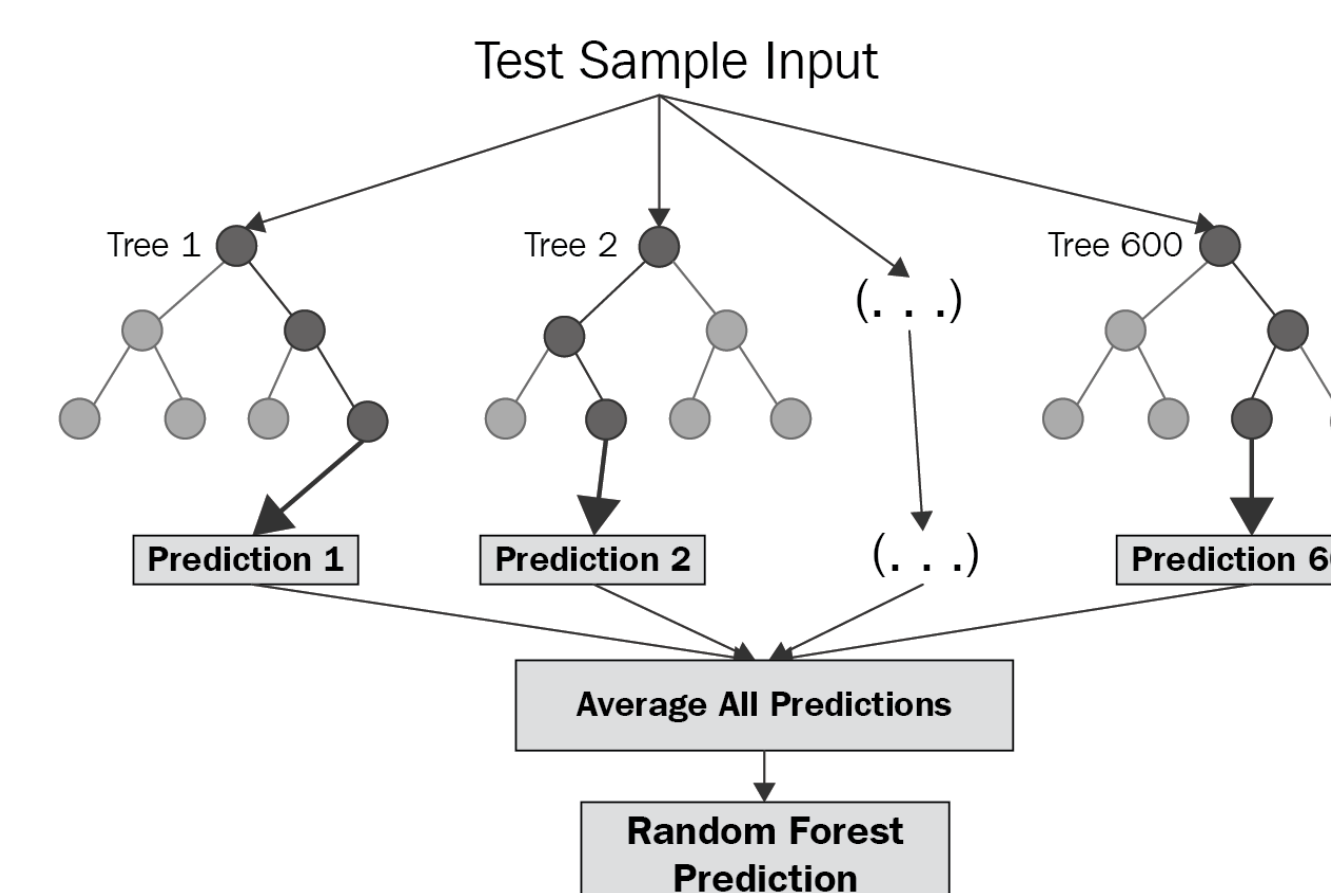 Test Sample Input
Tree 1
Tree 2
Tree 600
(. . .)
Prediction 1
Prediction 2
(. . .)
Prediction
Average All Predictions
Random Forest
Prediction